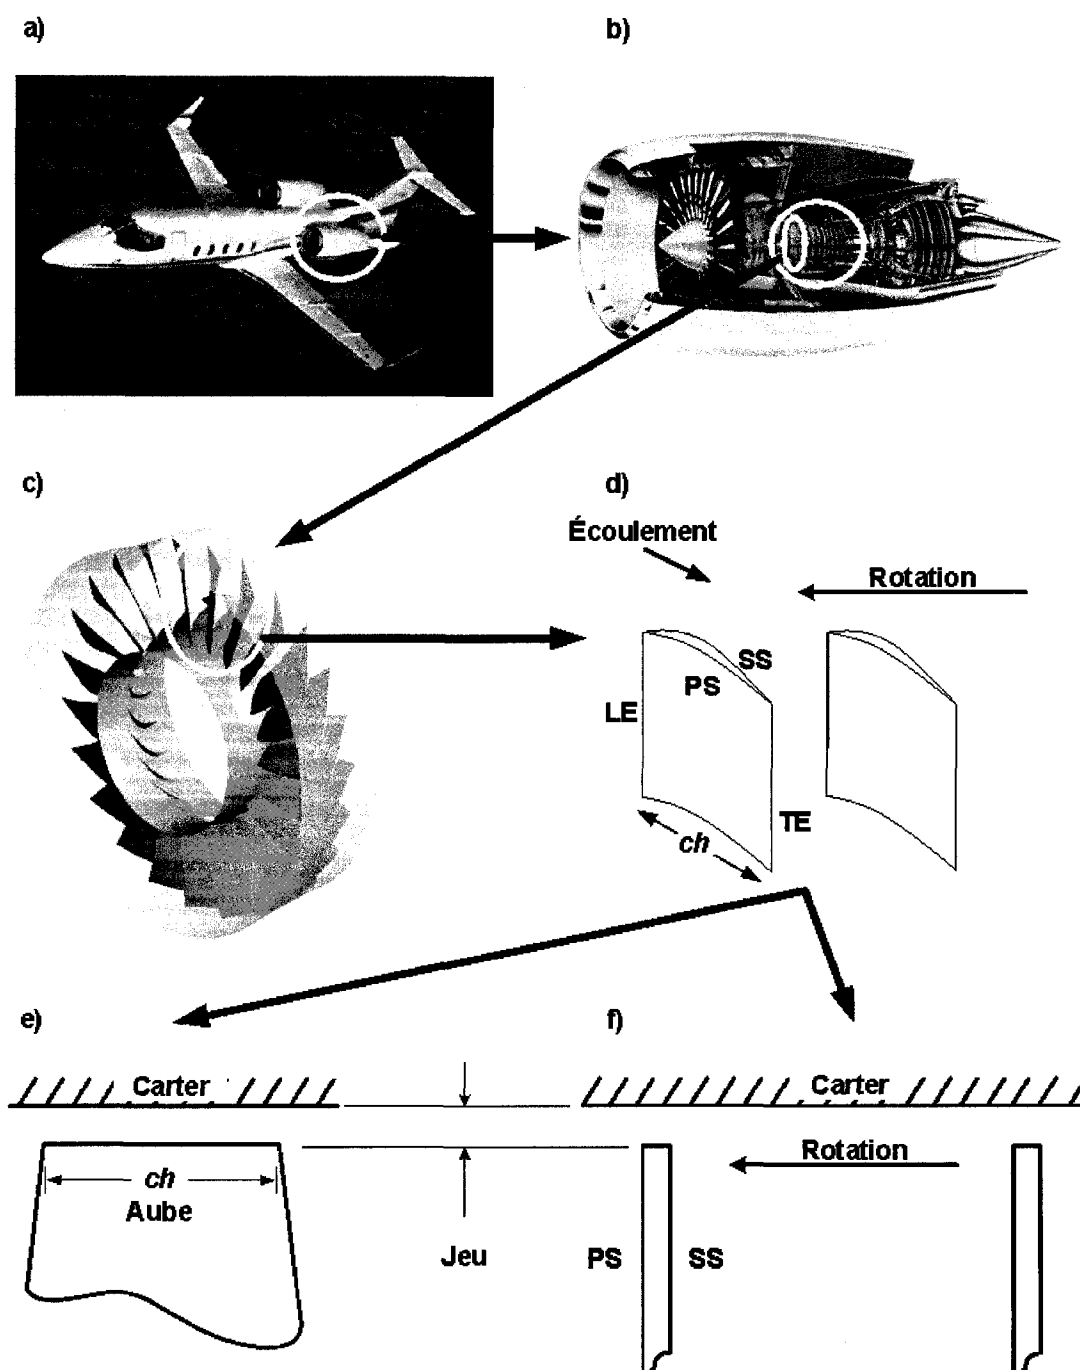 a)
b)
c)
d)
Écoulement
Rotation
SS
PS
LE
TE
ch
e)
f)
Carter
Carter
ch
Aube
Rotation
Jeu
PS
SS